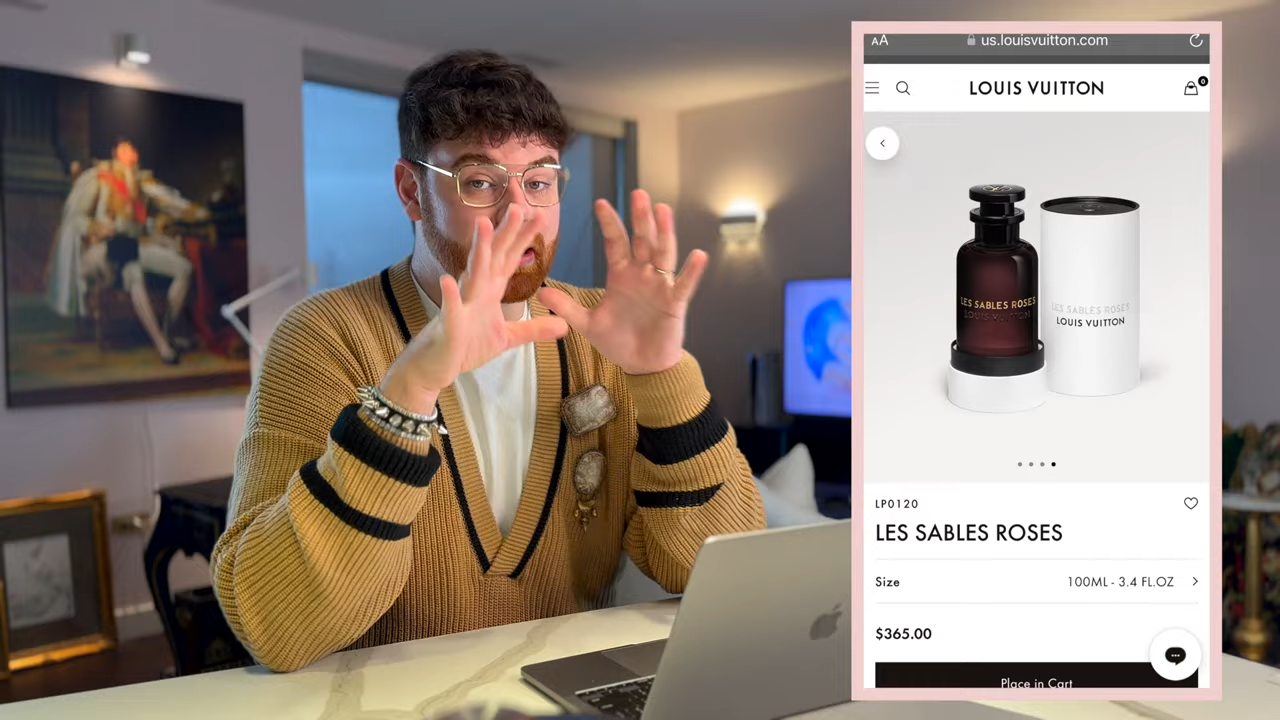 AA
us.louisvuitton.com
LOUIS VUITTON
0
LES SABLES ROSES
LOUIS VUITTON
LES SABLES ROSES
LOUIS VUITTON
LP0120
LES SABLES ROSES
Size
100ML - 3.4 FL.OZ
$365.00
Place in Cart